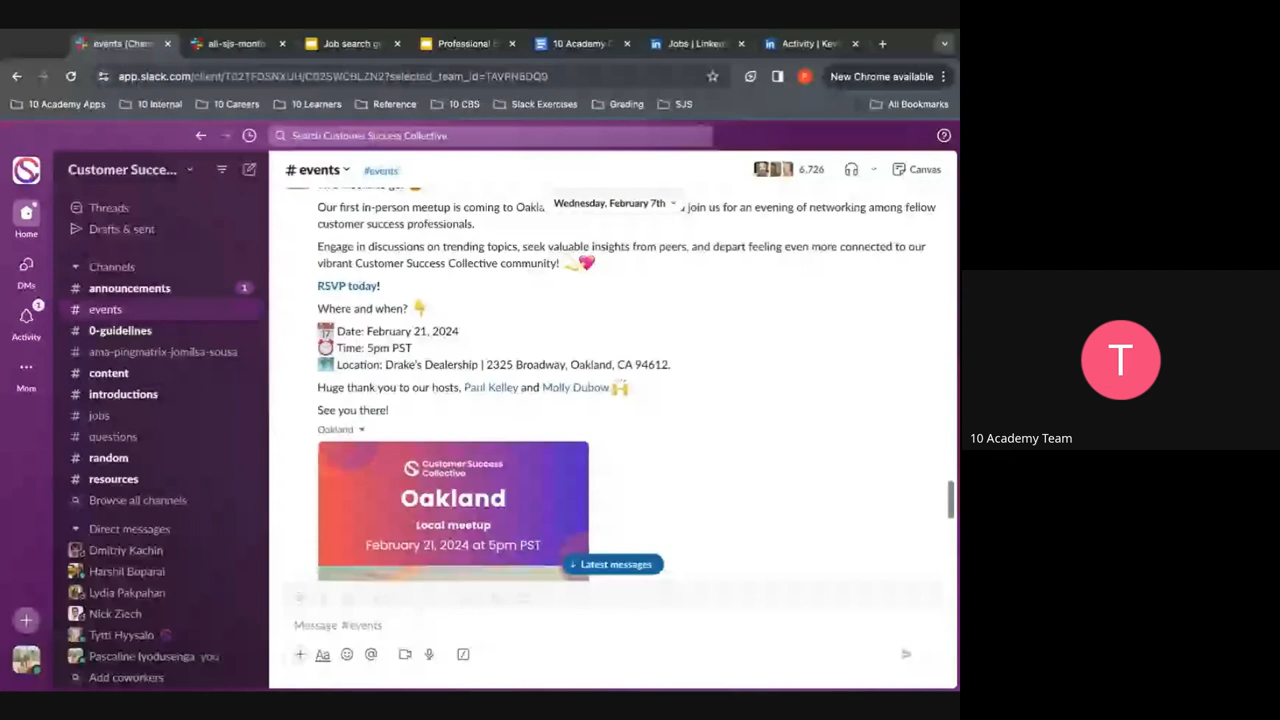 events (Chan
all-sjs-month
Job search g
Professional E
10 Academy
Jobs | Linked
Activity | Kev
New Chrome available
10 Academy Apps
10 Internal
10 Careers
10 Learners
Reference
10 CBS
Slack Exercises
Grading
SJS
All Bookmarks
Search Customer Success Collective
Customer Succe...
Home
DMs
Activity
More
1
Threads
Drafts & sent
Channels
# announcements 1
# events
# 0-guidelines
# ama-pingmatrix-jomilsa-sousa
# content
# introductions
# jobs
# questions
# random
# resources
Browse all channels
Direct messages
Dmitriy Kachin
Harshil Boparai
Lydia Pakpahan
Nick Ziech
Tytti Hyysalo
Pascaline Iyodusenga you
Add coworkers
# events
#events
6,726
Canvas
Wednesday, February 7th
Our first in-person meetup is coming to Oakla join us for an evening of networking among fellow
customer success professionals.
Engage in discussions on trending topics, seek valuable insights from peers, and depart feeling even more connected to our
vibrant Customer Success Collective community!
RSVP today!
Where and when?
Date: February 21, 2024
Time: 5pm PST
Location: Drake's Dealership | 2325 Broadway, Oakland, CA 94612.
Huge thank you to our hosts, Paul Kelley and Molly Dubow
See you there!
Oakland
Customer Success
Collective
Oakland
Local meetup
February 21, 2024 at 5pm PST
Latest messages
Message #events
Aa
T
10 Academy Team